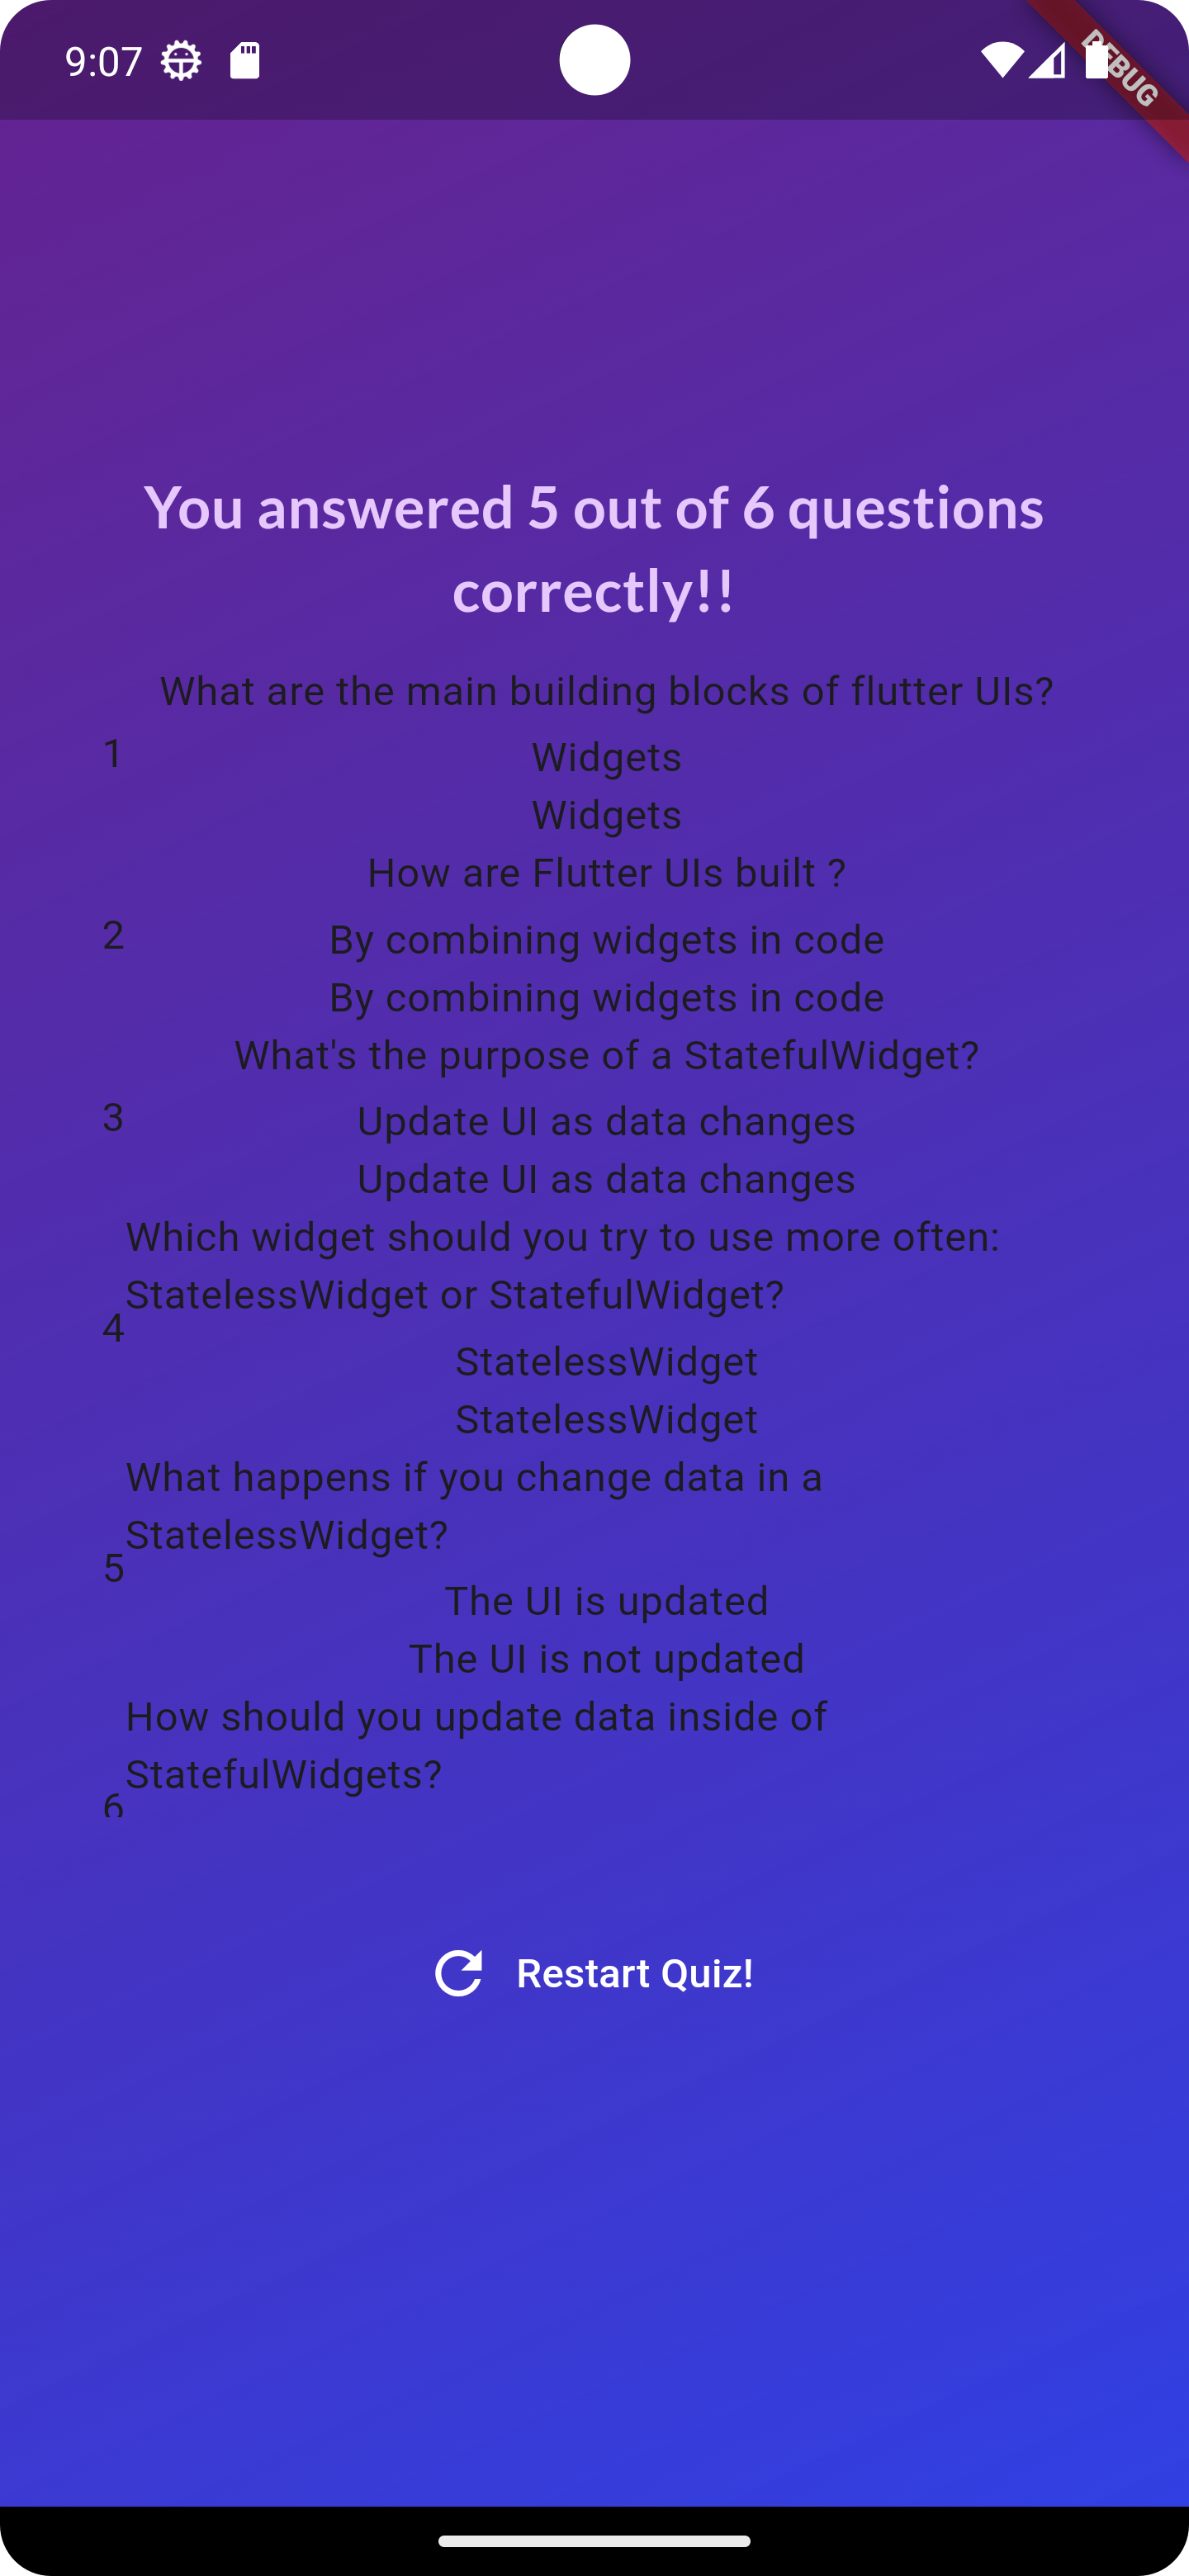 9:07
DEBUG
You answered 5 out of 6 questions
correctly!!
What are the main building blocks of flutter UIs?
1
Widgets
Widgets
How are Flutter UIs built ?
2
By combining widgets in code
By combining widgets in code
What's the purpose of a StatefulWidget?
3
Update UI as data changes
Update UI as data changes
Which widget should you try to use more often:
StatelessWidget or StatefulWidget?
4
StatelessWidget
StatelessWidget
What happens if you change data in a
StatelessWidget?
5
The UI is updated
The UI is not updated
How should you update data inside of
StatefulWidgets?
6
Restart Quiz!